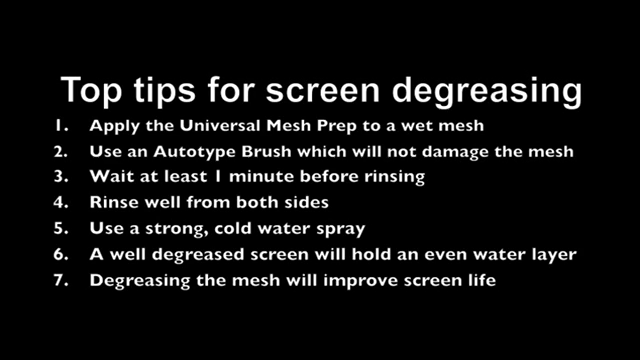 Top tips for screen degreasing
1. Apply the Universal Mesh Prep to a wet mesh
2. Use an Autotype Brush which will not damage the mesh
3. Wait at least 1 minute before rinsing
4. Rinse well from both sides
5. Use a strong, cold water spray
6. A well degreased screen will hold an even water layer
7. Degreasing the mesh will improve screen life